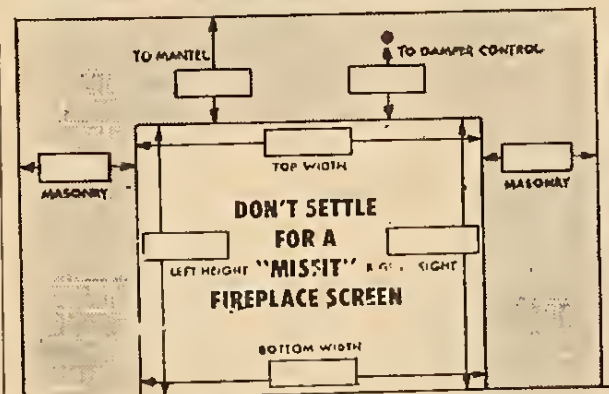 TO MANTEL
TO DAMPER CONTROL
TOP WIDTH
MASONRY
MASONRY
DON'T SETTLE
FOR A
LEFT HEIGHT
"MISFIT"
FIREPLACE SCREEN
BOTTOM WIDTH